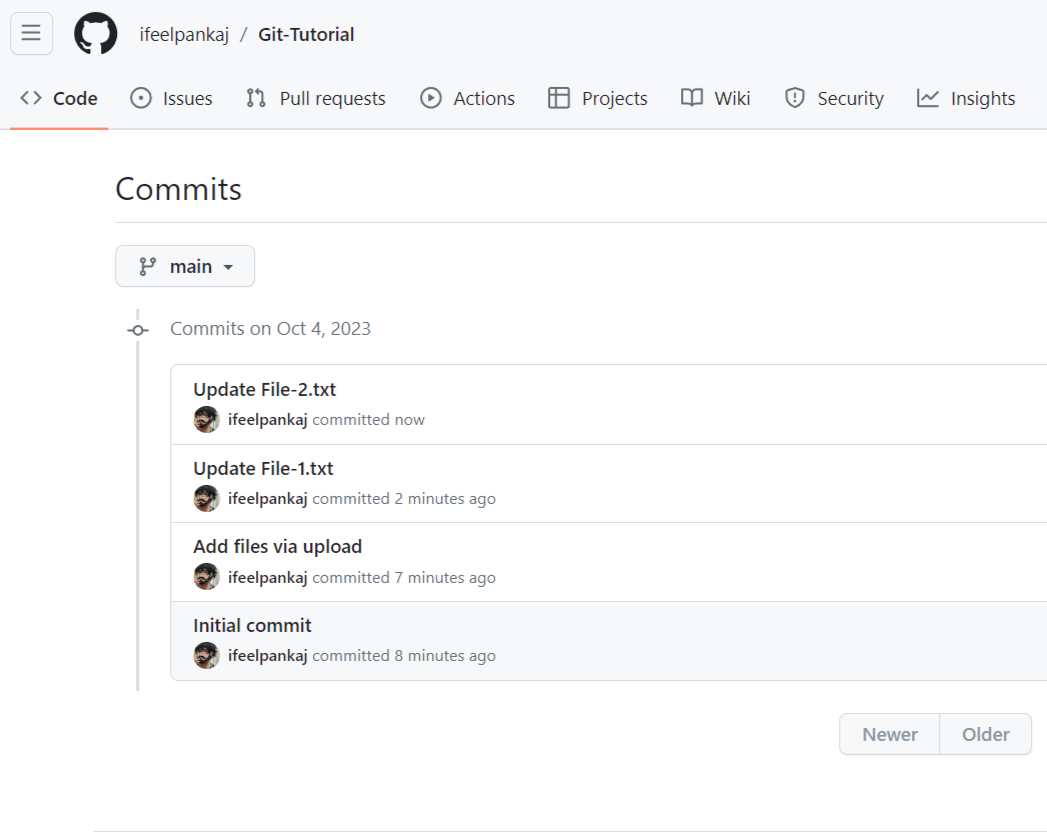 ifeelpankaj / Git-Tutorial
Code Issues Pull requests Actions Projects Wiki Security Insights
Commits
main
Commits on Oct 4, 2023
Update File-2.txt
ifeelpankaj committed now
Update File-1.txt
ifeelpankaj committed 2 minutes ago
Add files via upload
ifeelpankaj committed 7 minutes ago
Initial commit
ifeelpankaj committed 8 minutes ago
Newer Older